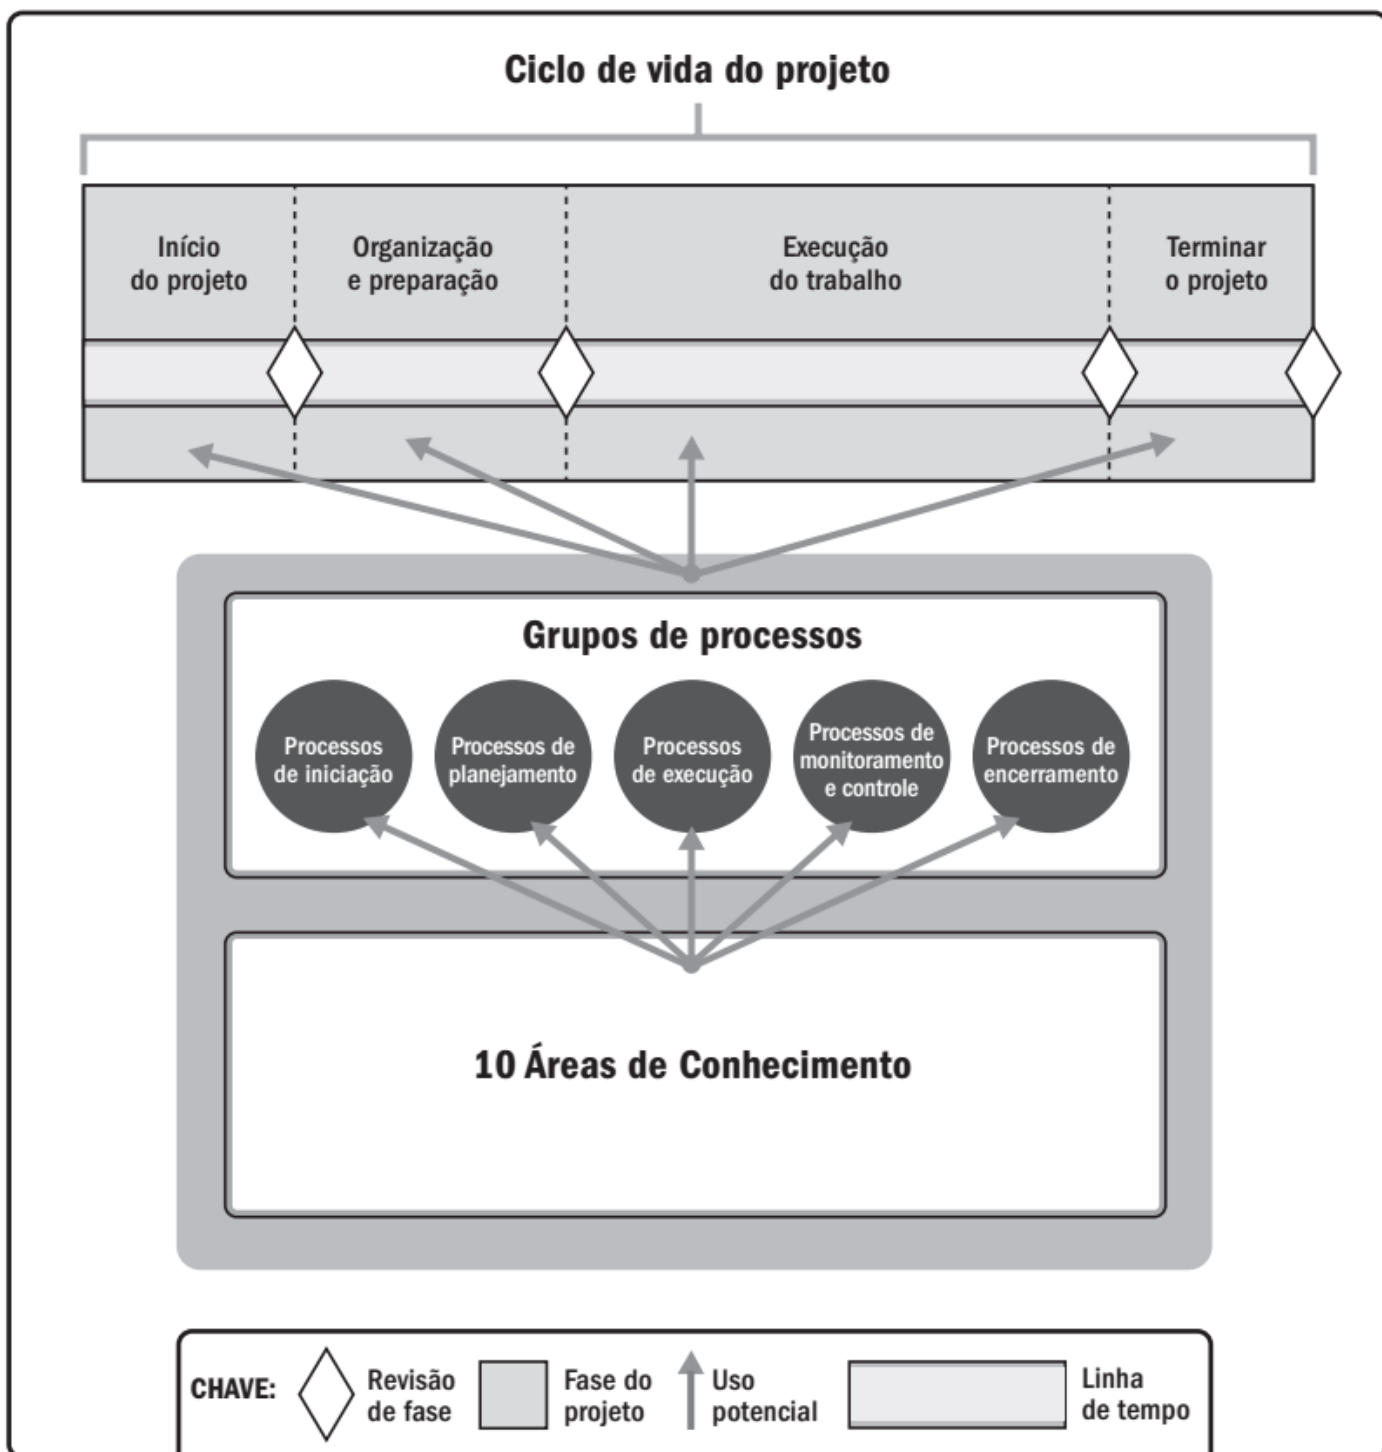 Ciclo de vida do projeto
Início
do projeto
Organização
e preparação
Execução
do trabalho
Terminar
o projeto
Grupos de processos
Processos
de iniciação
Processos de
planejamento
Processos
de execução
Processos de
monitoramento
e controle
Processos de
encerramento
10 Áreas de Conhecimento
CHAVE:
Revisão
de fase
Fase do
projeto
Uso
potencial
Linha
de tempo